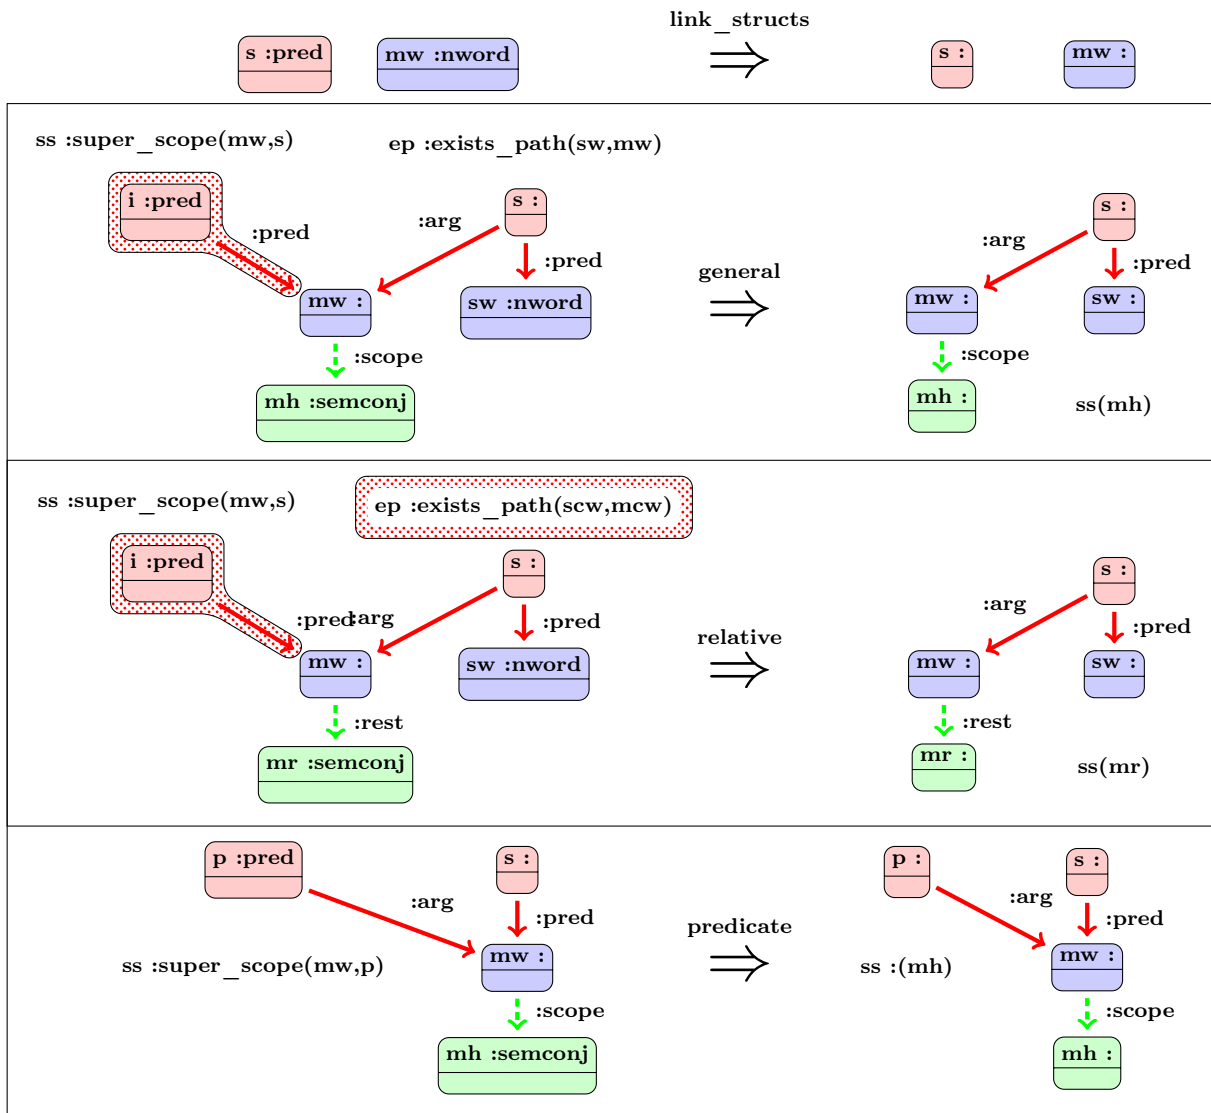 link_structs
s :pred mw :nword s : mw :
ss :super_scope(mw,s) ep :exists_path(sw,mw)
i :pred s : s :
:pred :arg :arg
:pred :pred
general
mw : sw :nword mw : sw :
:scope :scope
mh :semconj mh : ss(mh)
ss :super_scope(mw,s) ep :exists_path(scw,mcw)
i :pred s : s :
:pred :arg :pred :arg :pred
relative
mw : sw :nword mw : sw :
:rest :rest
mr :semconj mr : ss(mr)
p :pred s : p : s :
:arg :pred :arg :pred
predicate
mw : mw :
ss :super_scope(mw,p) ss :(mh)
:scope :scope
mh :semconj mh :